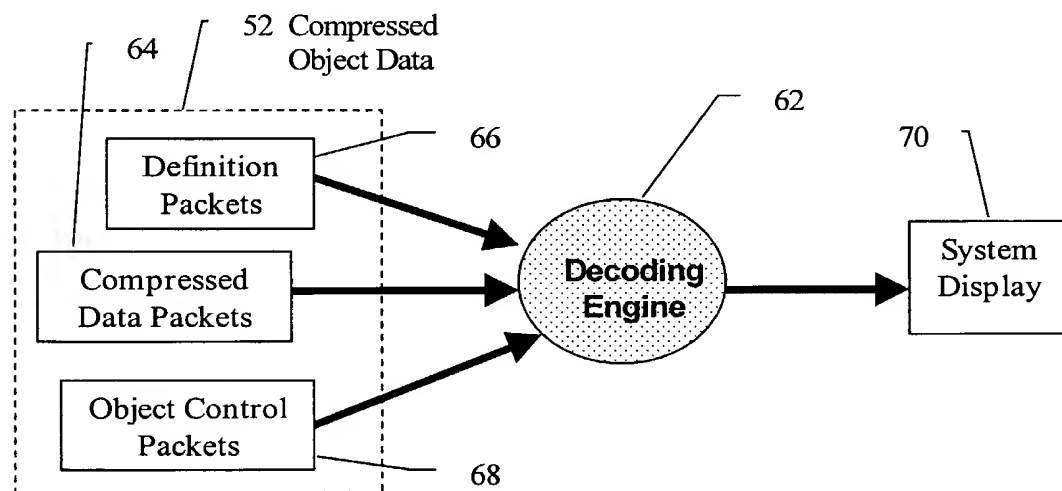 52 Compressed
Object Data
64
62
66
70
Definition
Packets
System
Display
Compressed
Data Packets
Decoding
Engine
Object Control
Packets
68